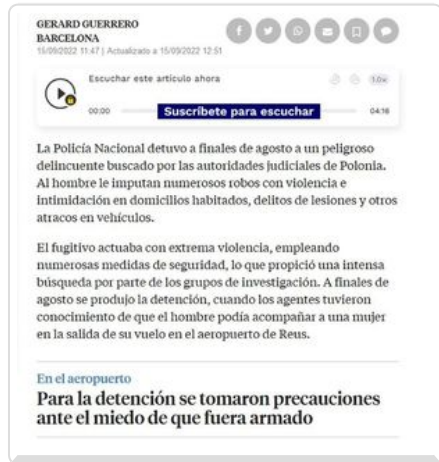 GERARD GUERRERO
BARCELONA
15/09/2022 11:47 | Actualizado a 15/09/2022 12:51
Escuchar este artículo ahora
1.0x
00:00
Suscríbete para escuchar
04:16
La Policía Nacional detuvo a finales de agosto a un peligroso
delincuente buscado por las autoridades judiciales de Polonia.
Al hombre le imputan numerosos robos con violencia e
intimidación en domicilios habitados, delitos de lesiones y otros
atracos en vehículos.
El fugitivo actuaba con extrema violencia, empleando
numerosas medidas de seguridad, lo que propició una intensa
búsqueda por parte de los grupos de investigación. A finales de
agosto se produjo la detención, cuando los agentes tuvieron
conocimiento de que el hombre podía acompañar a una mujer
en la salida de su vuelo en el aeropuerto de Reus.
En el aeropuerto
Para la detención se tomaron precauciones
ante el miedo de que fuera armado